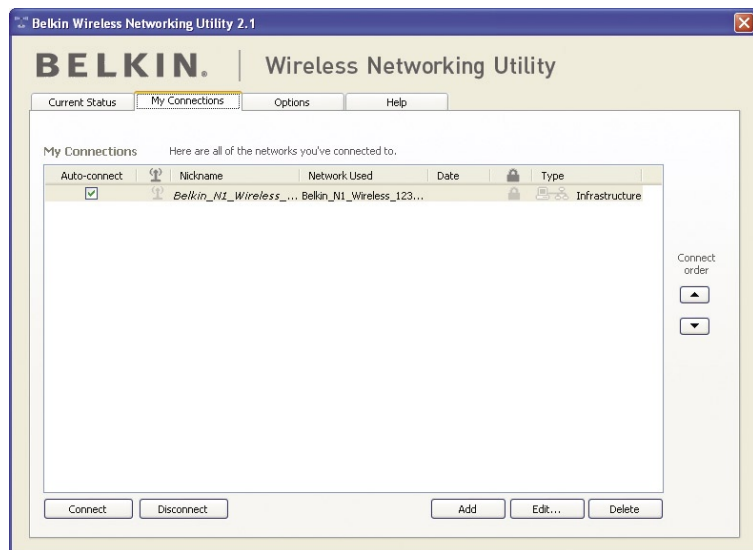 Belkin Wireless Networking Utility 2.1
BELKIN. | Wireless Networking Utility
Current Status My Connections Options Help
My Connections Here are all of the networks you've connected to.
Auto-connect Nickname Network Used Date Type
Belkin_N1_Wireless_... Belkin_N1_Wireless_123... Infrastructure
Connect
order
Connect Disconnect Add Edit... Delete